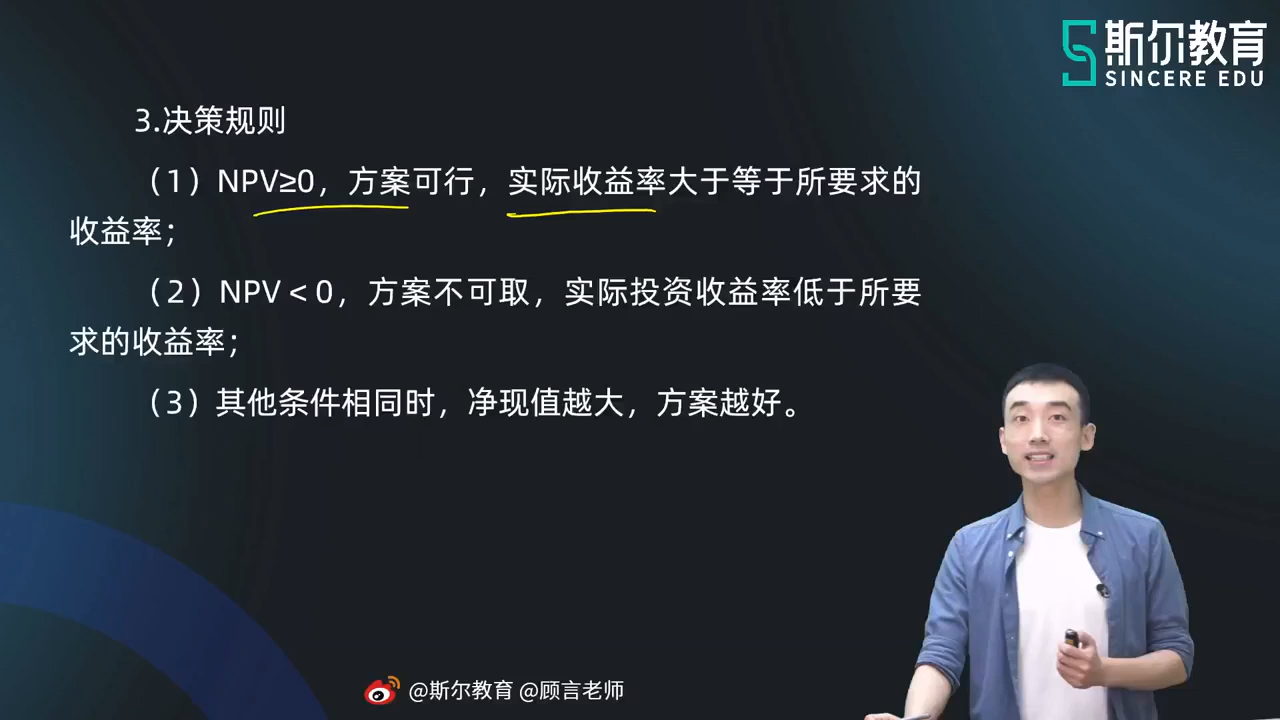 斯尔教育
SINCERE EDU
3.决策规则
（1）NPV≥0，方案可行，实际收益率大于等于所要求的
收益率；
（2）NPV＜0，方案不可取，实际投资收益率低于所要
求的收益率；
（3）其他条件相同时，净现值越大，方案越好。
@斯尔教育 @顾言老师